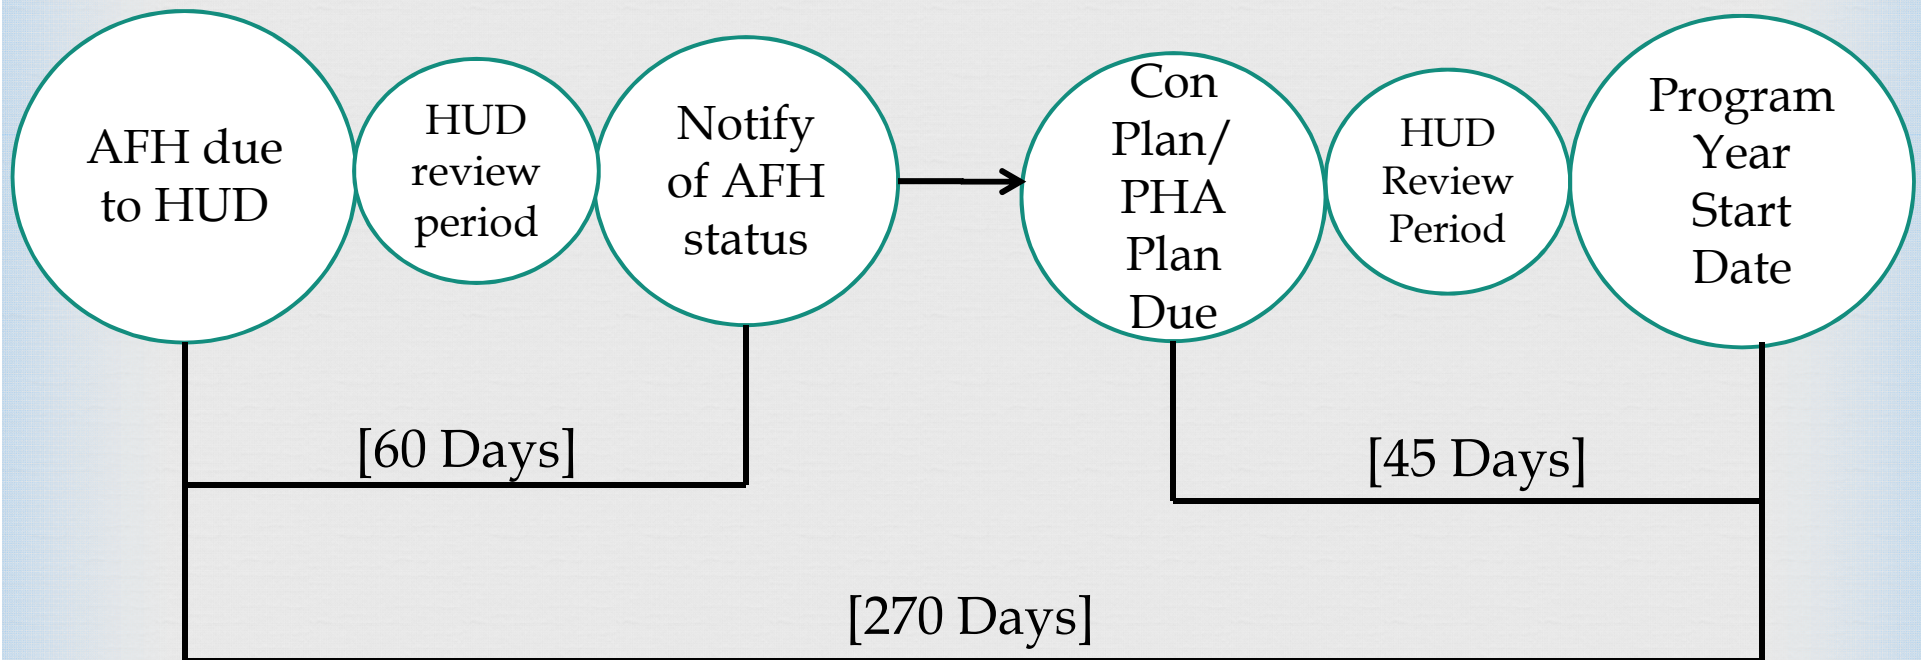 AFH due
to HUD
HUD
review
period
Notify
of AFH
status
Con
Plan/
PHA
Plan
Due
HUD
Review
Period
Program
Year
Start
Date
[60 Days]
[45 Days]
[270 Days]